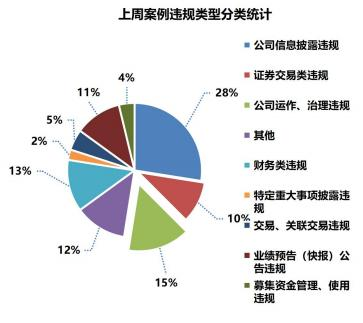 上周案例违规类型分类统计
4%
11%
5%
2%
13%
12%
15%
10%
28%
公司信息披露违规
证券交易类违规
公司运作、治理违规
其他
财务类违规
特定重大事项披露违
规
交易、关联交易违规
业绩预告（快报）公
告违规
募集资金管理、使用
违规